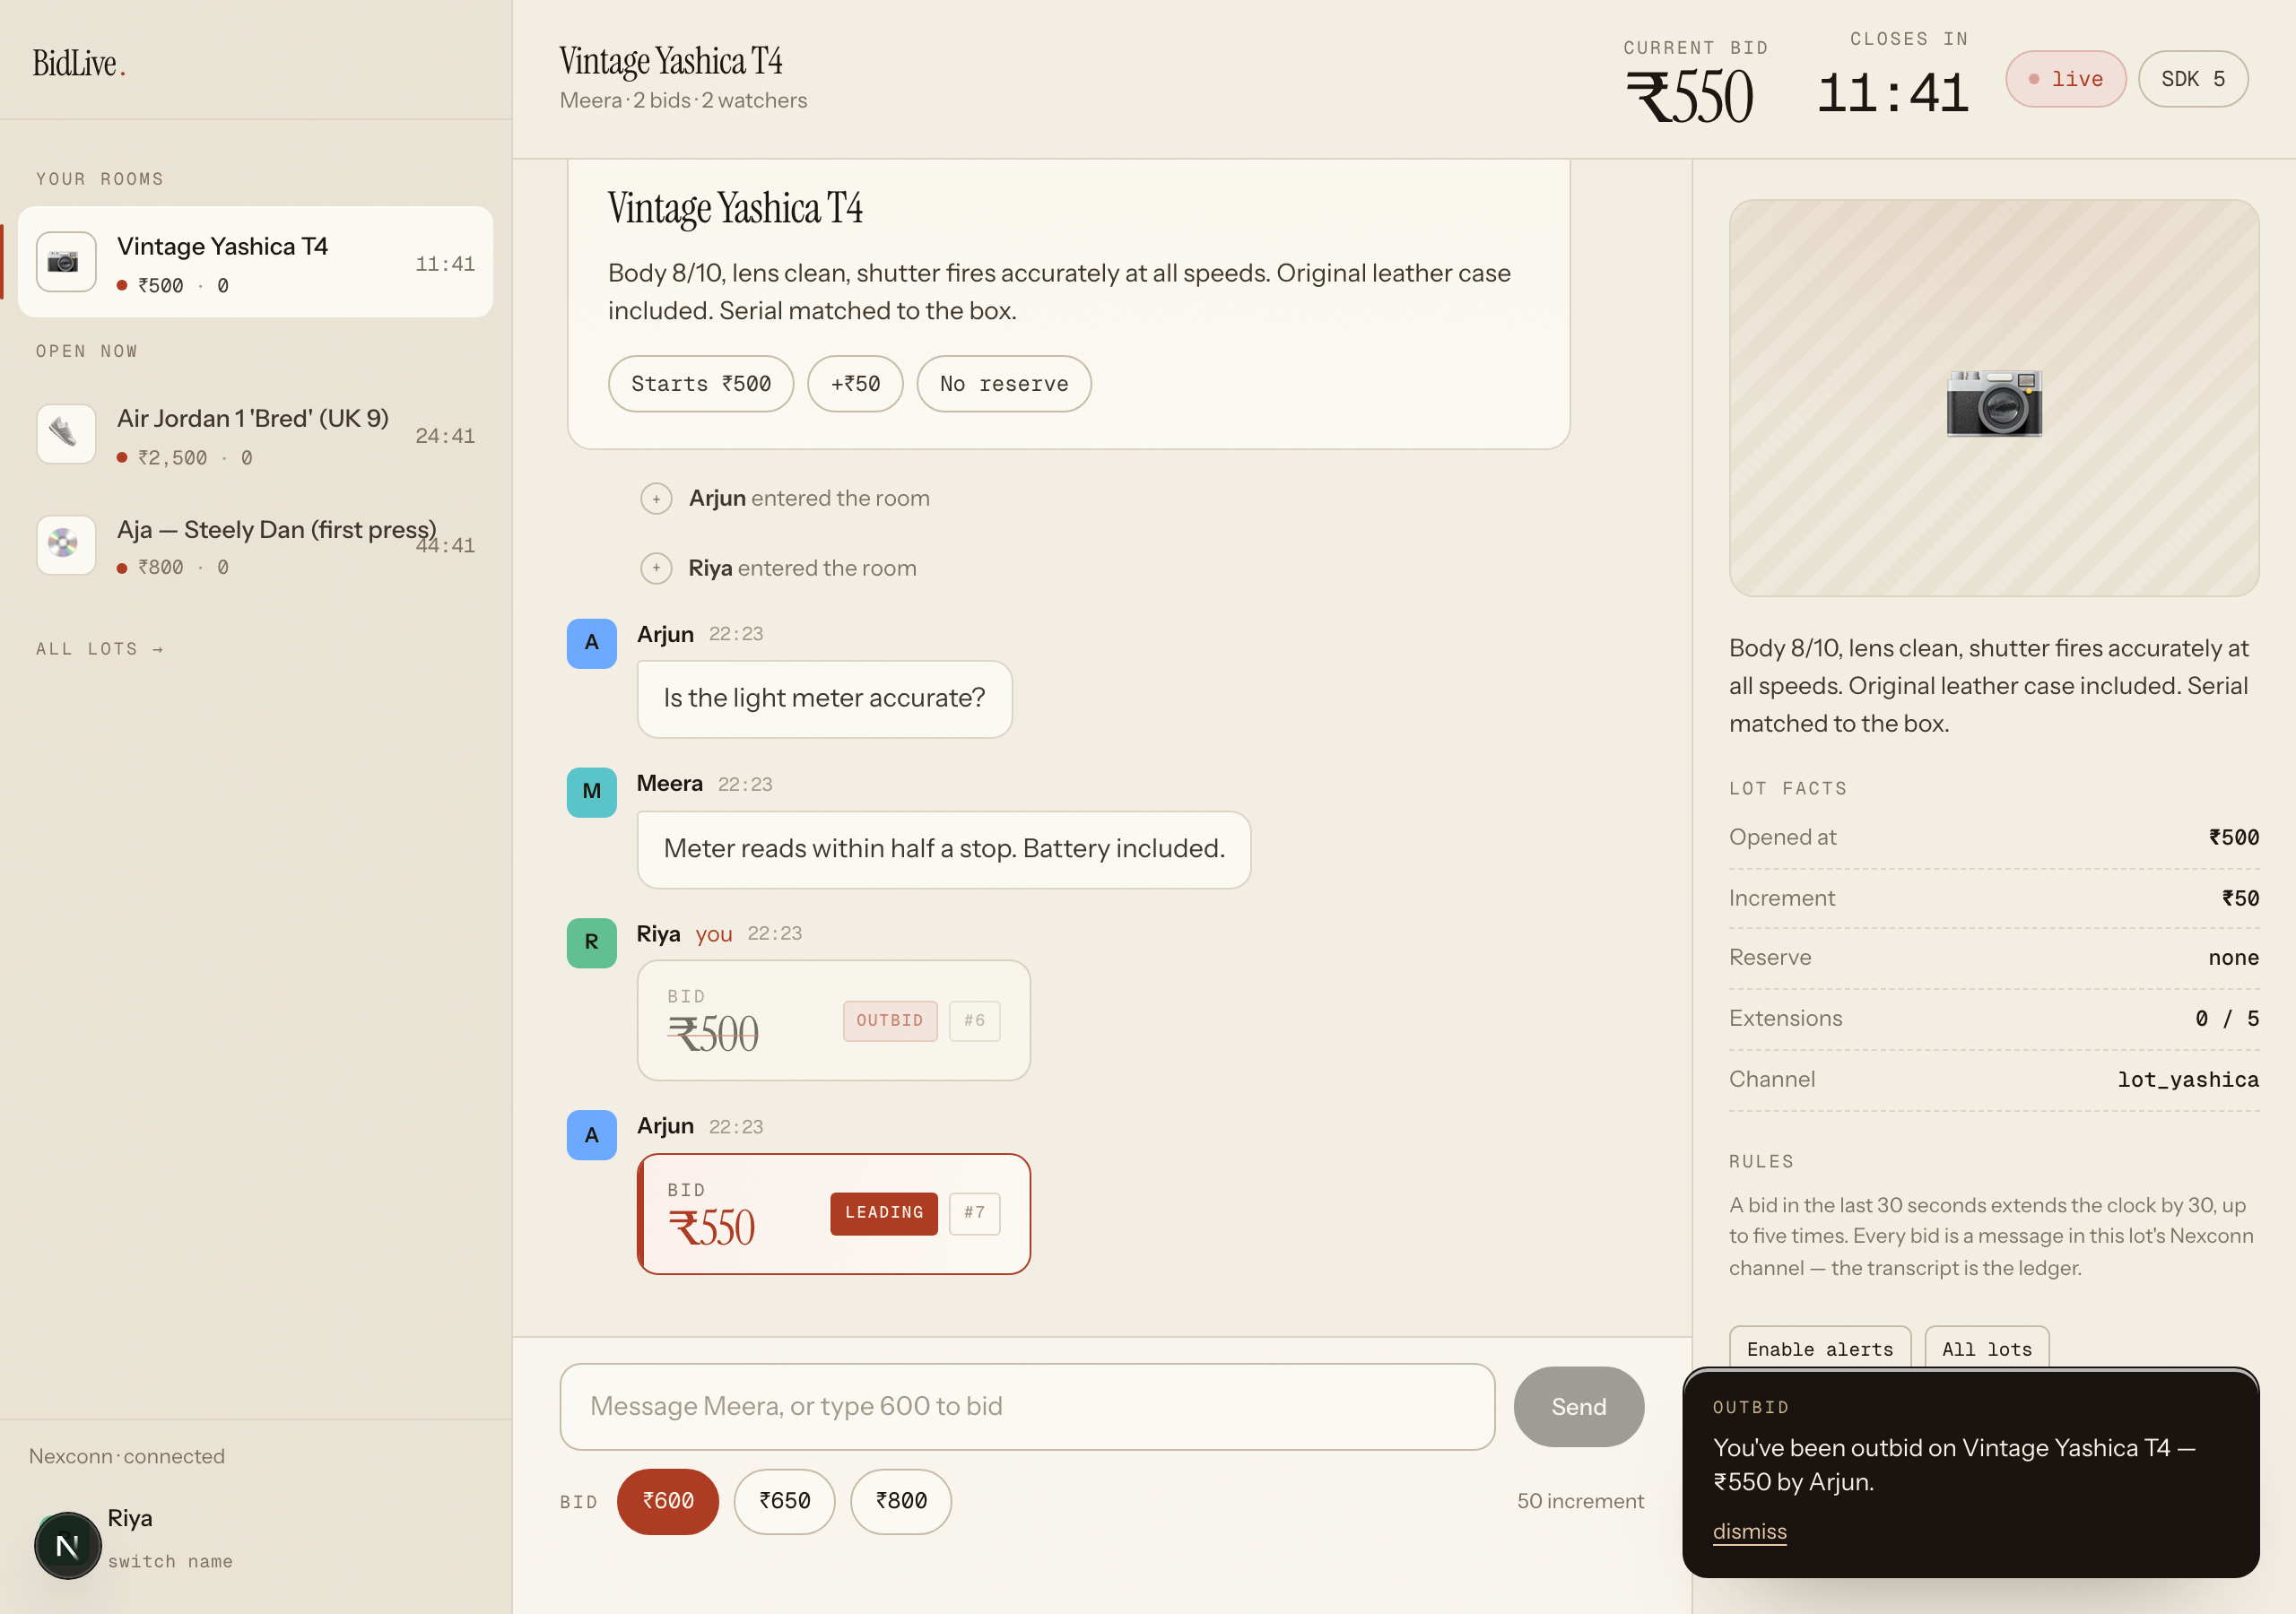 BidLive.
YOUR ROOMS
Vintage Yashica T4
₹500 · 0
11:41
OPEN NOW
Air Jordan 1 'Bred' (UK 9)
₹2,500 · 0
24:41
Aja — Steely Dan (first press)
₹800 · 0
44:41
ALL LOTS →
Nexconn · connected
N
Riya
switch name
Vintage Yashica T4
Meera · 2 bids · 2 watchers
CURRENT BID
₹550
CLOSES IN
11:41
live
SDK 5
Vintage Yashica T4
Body 8/10, lens clean, shutter fires accurately at all speeds. Original leather case
included. Serial matched to the box.
Starts ₹500
+₹50
No reserve
+ Arjun entered the room
+ Riya entered the room
A
Arjun 22:23
Is the light meter accurate?
M
Meera 22:23
Meter reads within half a stop. Battery included.
R
Riya you 22:23
BID
₹500
OUTBID
#6
A
Arjun 22:23
BID
₹550
LEADING
#7
Message Meera, or type 600 to bid
Send
BID
₹600
₹650
₹800
50 increment
Body 8/10, lens clean, shutter fires accurately at
all speeds. Original leather case included. Serial
matched to the box.
LOT FACTS
Opened at ₹500
Increment ₹50
Reserve none
Extensions 0 / 5
Channel lot_yashica
RULES
A bid in the last 30 seconds extends the clock by 30, up
to five times. Every bid is a message in this lot's Nexconn
channel — the transcript is the ledger.
Enable alerts
All lots
OUTBID
You've been outbid on Vintage Yashica T4 —
₹550 by Arjun.
dismiss